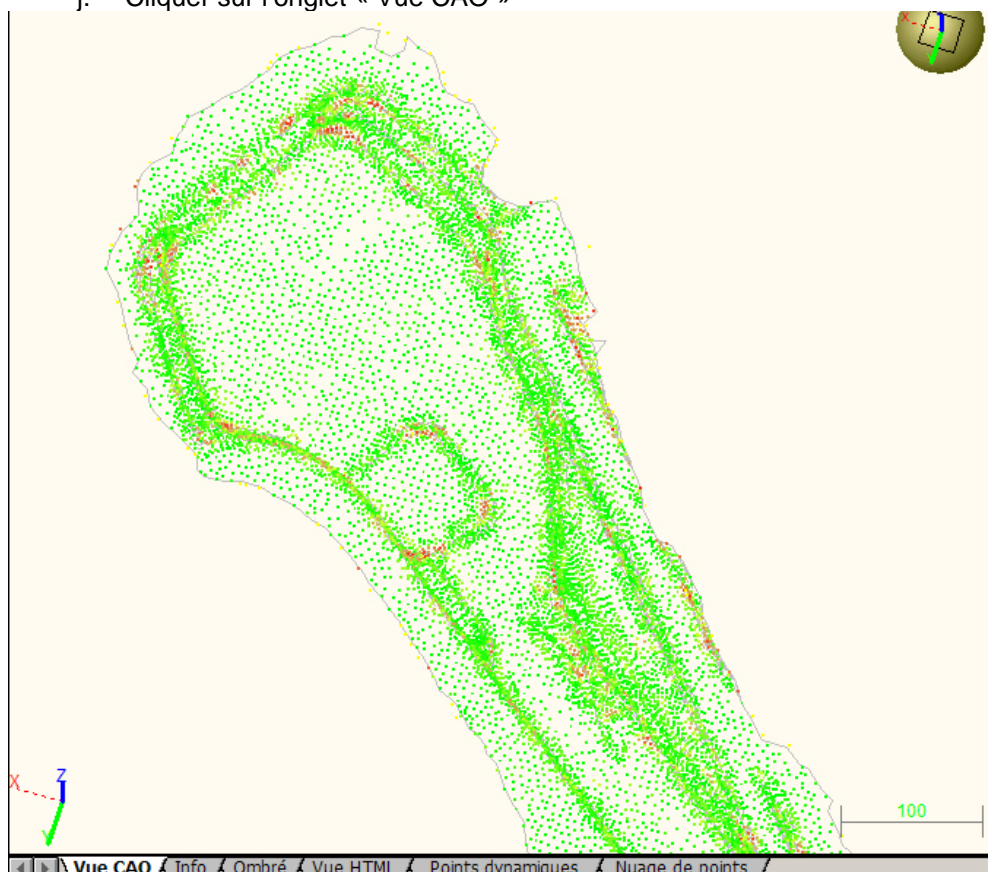 j. Cliquer sur l'onglet « Vue CAO »
X
X
Z
Y
100
Vue CAO / Info / Ombré / Vue HTML / Points dynamiques / Nuage de points /